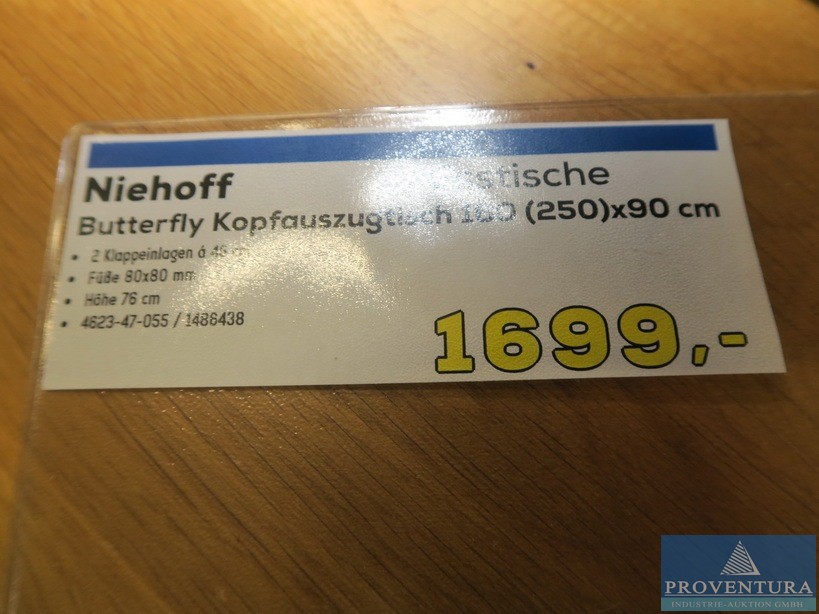 Niehoff
Butterfly Kopfauszugtisch (250)x90 cm
• 2 Klappeinlagen á
• Füße 80x80 mm
• Höhe 76 cm
• 4623-47-055 / 1486438
1699,-
PROVENTURA
INDUSTRIE-AUKTION GMBH